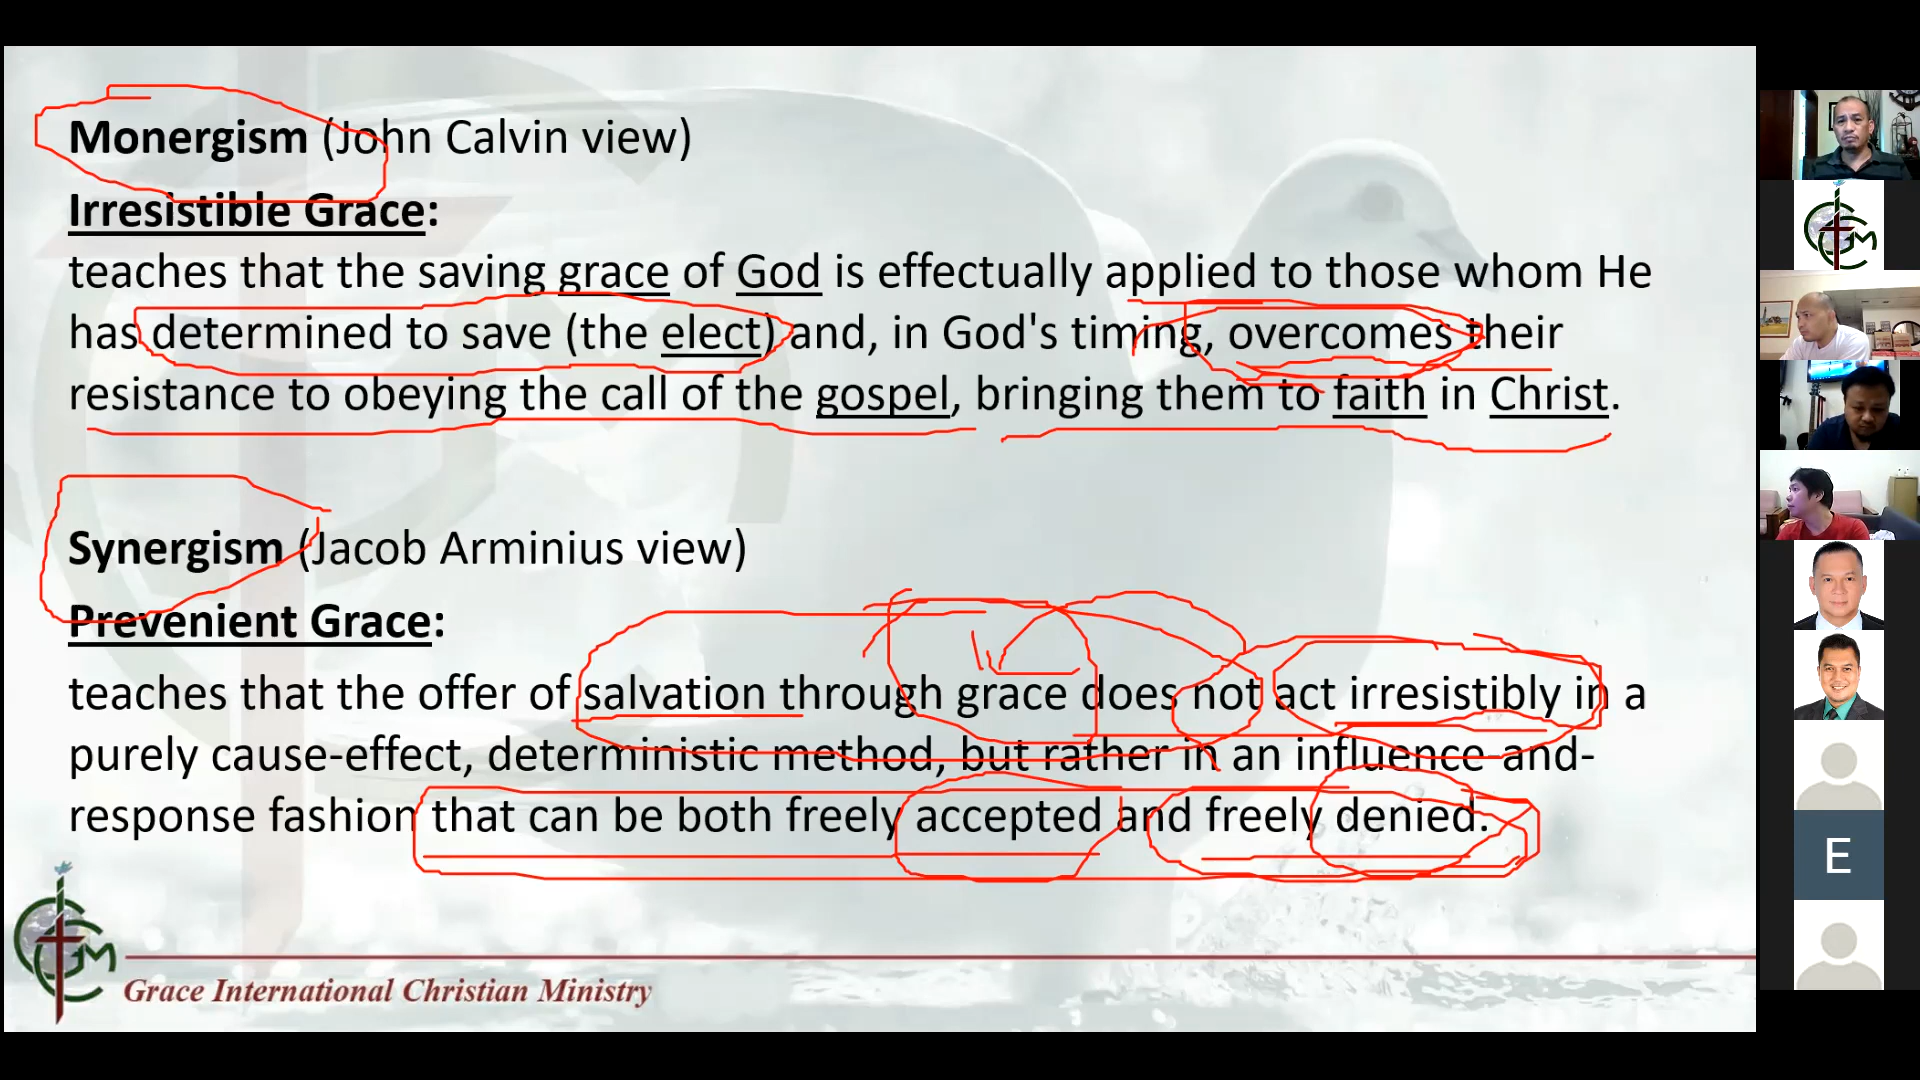 Monergism (John Calvin view)
Irresistible Grace:
teaches that the saving grace of God is effectually applied to those whom He
has determined to save (the elect) and, in God's timing, overcomes their
resistance to obeying the call of the gospel, bringing them to faith in Christ.
Synergism (Jacob Arminius view)
Prevenient Grace:
teaches that the offer of salvation through grace does not act irresistibly in a
purely cause-effect, deterministic method, but rather in an influence-and-
response fashion that can be both freely accepted and freely denied.
Grace International Christian Ministry
E